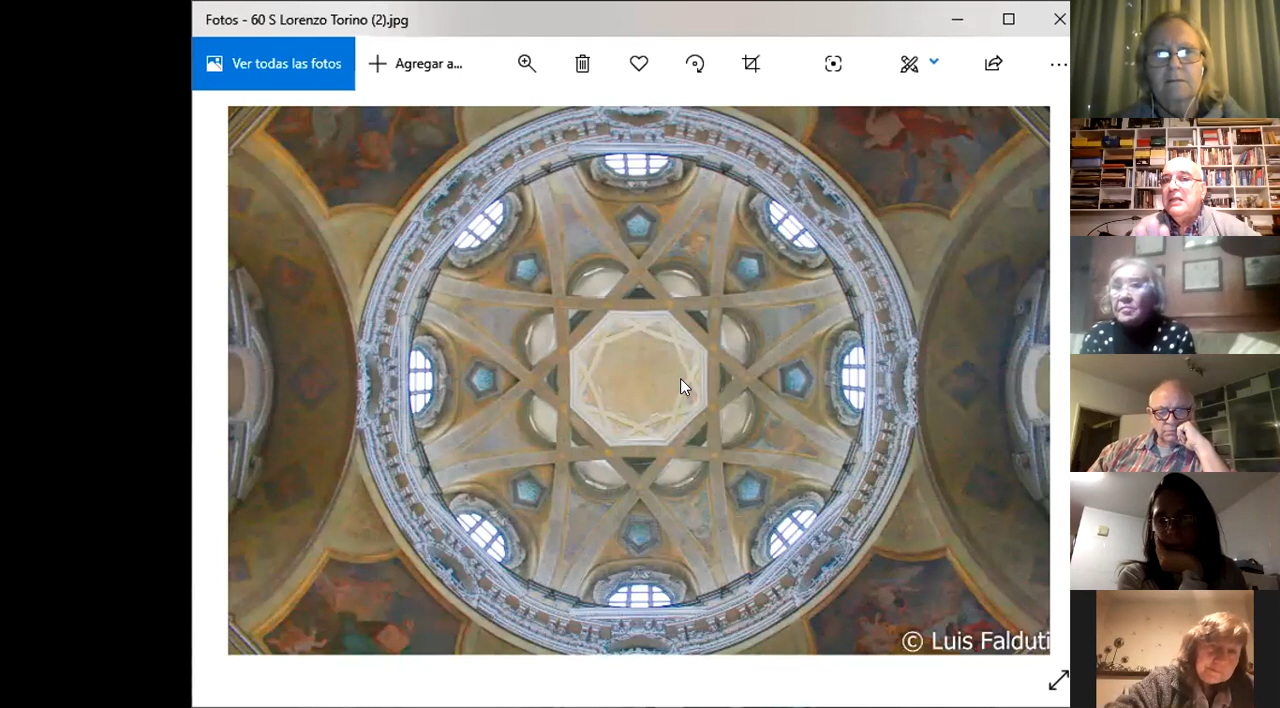 Fotos - 60 S Lorenzo Torino (2).jpg
Ver todas las fotos
Agregar a...
© Luis Falduti